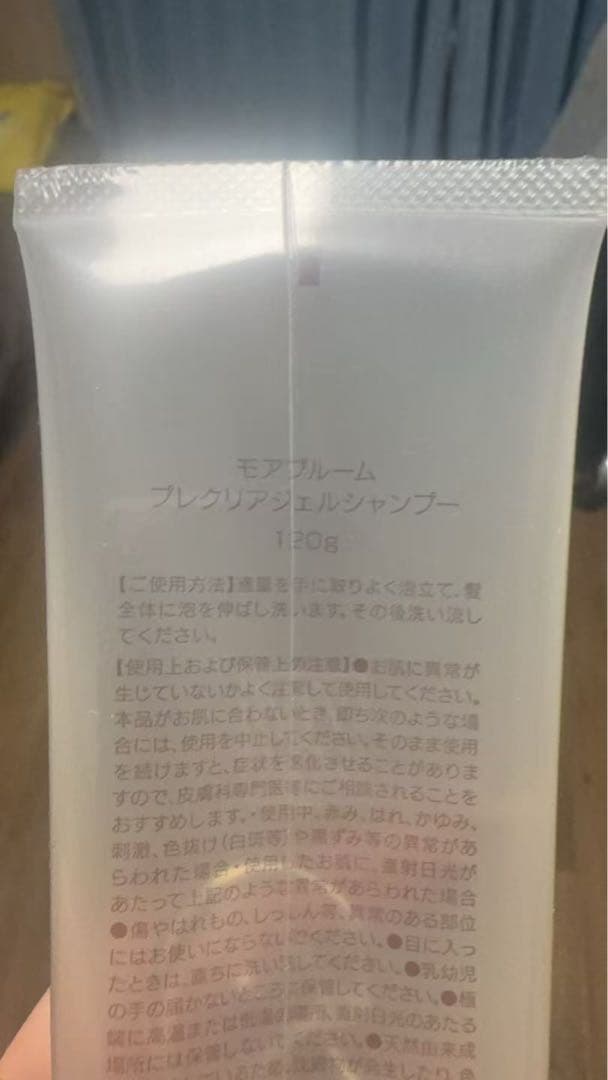 モアブルーム
プレクリアジェルシャンプー
120g
【ご使用方法】適量を手に取りよく泡立て、髪
全体に泡を伸ばし洗います。その後洗い流し
てください。
【使用上および保管上の注意】●お肌に異常が
生じていないかよく注意して使用してください。
本品がお肌に合わないとき、即ち次のような場
合には、使用を中止してください。そのまま使用
を続けますと、症状を悪化させることがありま
すので、皮膚科専門医等にご相談されることを
おすすめします。・使用中、赤み、はれ、かゆみ、
刺激、色抜け(白斑等)や黒ずみ等の異常があ
らわれた場合・使用したお肌に、直射日光が
あたって上記のような異常があらわれた場合
●傷やはれもの、しっしん等、異常のある部位
にはお使いにならないでください。●目に入っ
たときは、直ちに洗い流してください。●乳幼児
の手の届かないところに保管してください。●極
端に高温または低温の場所、直射日光のあたる
場所には保管しないでください。●天然由来成
ているため、沈殿物が発生したり、色